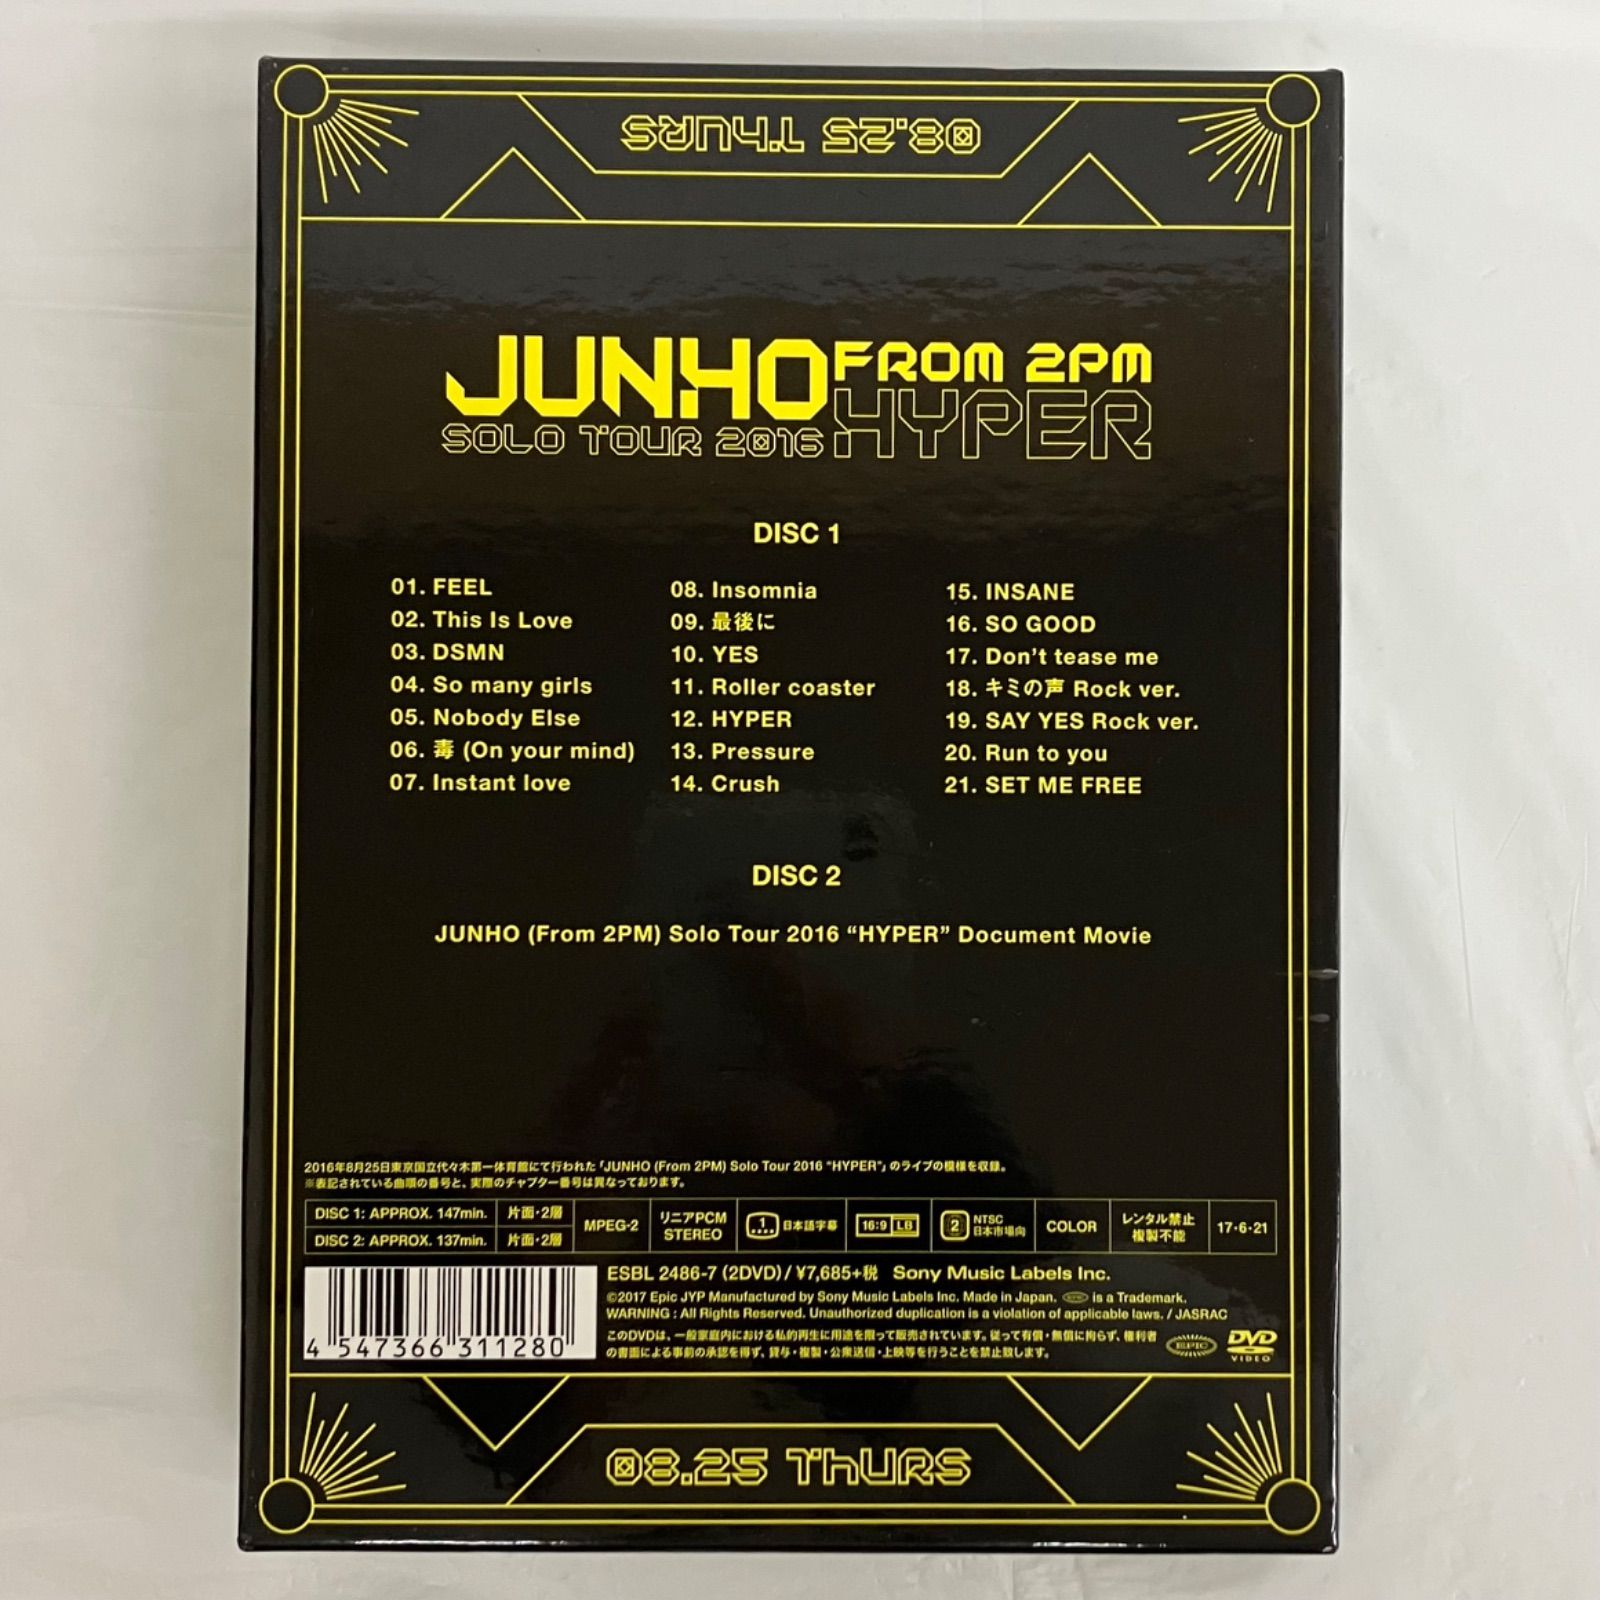 08.25 THURS
JUNHO FROM 2PM
SOLO TOUR 2016 HYPER
DISC 1
01. FEEL
02. This Is Love
03. DSMN
04. So many girls
05. Nobody Else
06. 毒 (On your mind)
07. Instant love
08. Insomnia
09. 最後に
10. YES
11. Roller coaster
12. HYPER
13. Pressure
14. Crush
15. INSANE
16. SO GOOD
17. Don't tease me
18. キミの声 Rock ver.
19. SAY YES Rock ver.
20. Run to you
21. SET ME FREE
DISC 2
JUNHO (From 2PM) Solo Tour 2016 “HYPER” Document Movie
2016年8月25日東京国立代々木第一体育館にて行われた「JUNHO (From 2PM) Solo Tour 2016 “HYPER”」のライブの模様を収録。
※表記されている曲順の番号と、実際のチャプター番号は異なっております。
DISC 1: APPROX. 147min. 片面・2層
DISC 2: APPROX. 137min. 片面・2層
MPEG-2
リニアPCM
STEREO
1 日本語字幕
16:9 LB
2 NTSC
日本市場向
COLOR
レンタル禁止
複製不能
17・6・21
ESBL 2486-7 (2DVD) / ¥7,685+税 Sony Music Labels Inc.
©2017 Epic JYP Manufactured by Sony Music Labels Inc. Made in Japan. EPIC is a Trademark.
WARNING : All Rights Reserved. Unauthorized duplication is a violation of applicable laws. / JASRAC
このDVDは、一般家庭内における私的再生に用途を限って販売されています。従って有償・無償に拘らず、権利者
の書面による事前の承認を得ず、貸与・複製・公衆送信・上映等を行うことを禁止致します。
EPIC
DVD
VIDEO
4 547366 311280
08.25 THURS